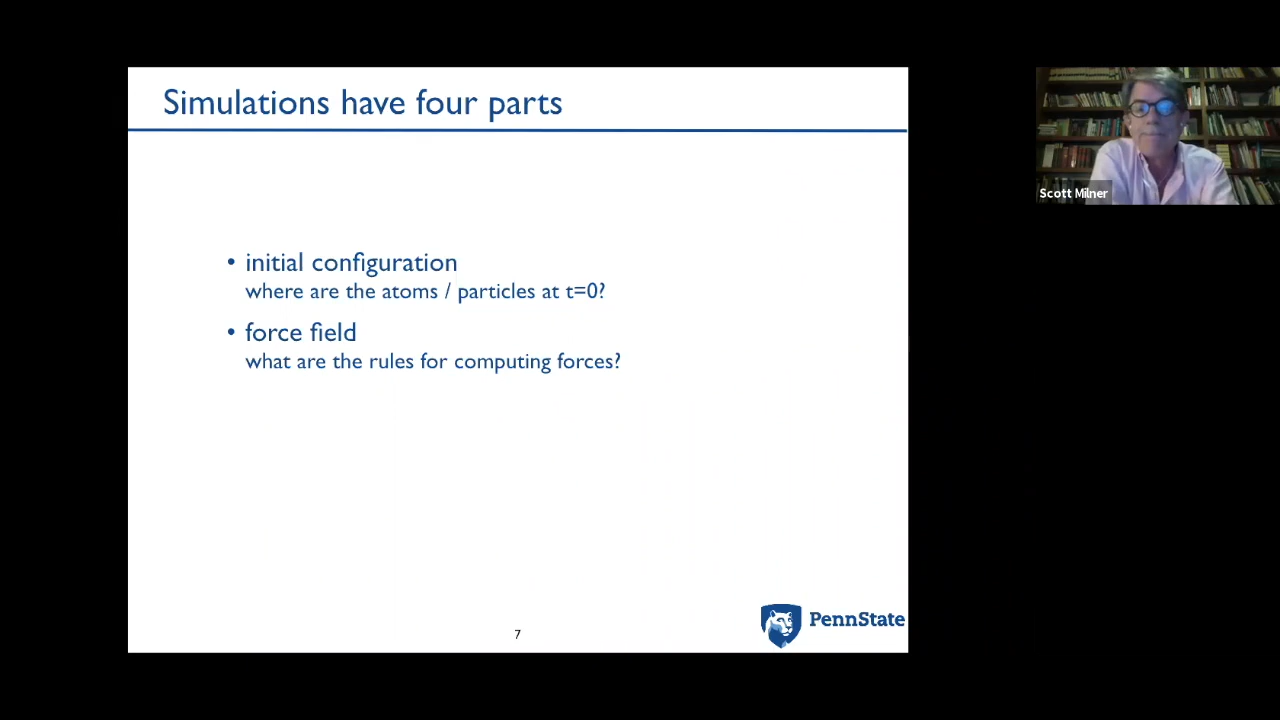 Simulations have four parts
• initial configuration
where are the atoms / particles at t=0?
• force field
what are the rules for computing forces?
7
PennState
Scott Milner